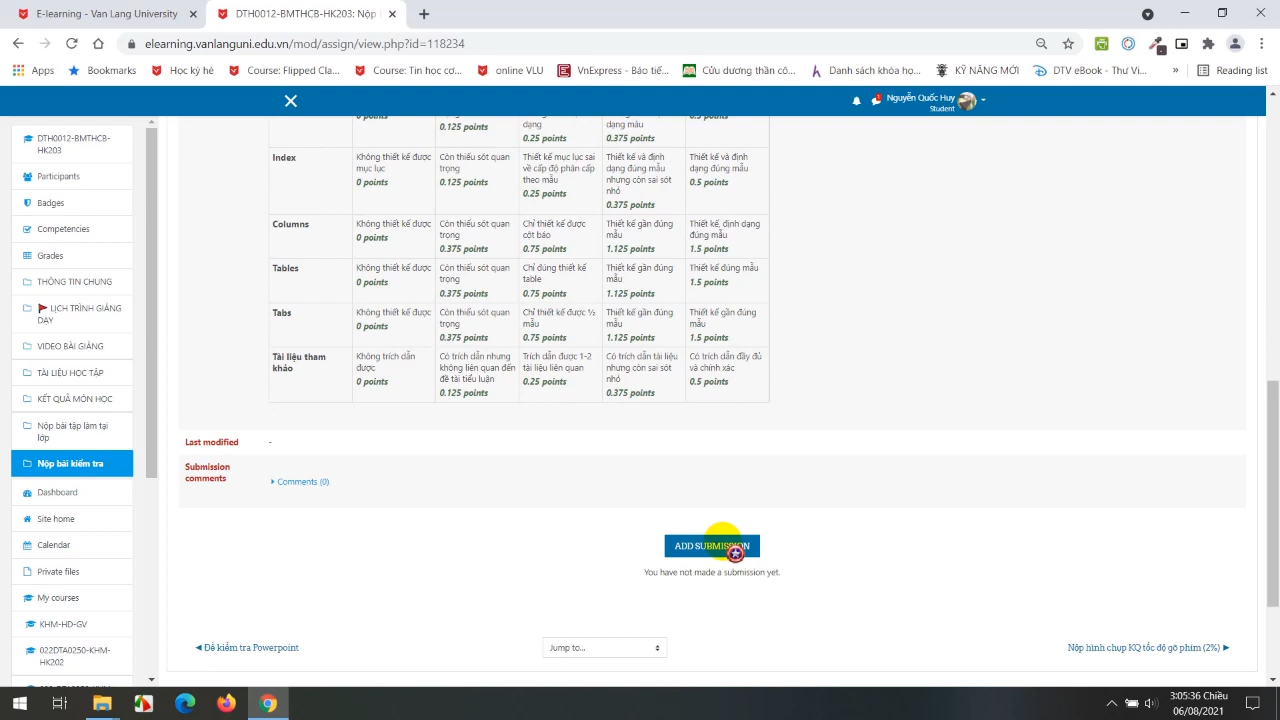 E-learning - Van Lang University
DTH0012-BMTHCB-HK203: Nộp
elearning.vanlanguni.edu.vn/mod/assign/view.php?id=118234
Apps
Bookmarks
Học kỳ hè
Course: Flipped Clas...
Course: Tin học cơ...
online VLU
VnExpress - Báo tiế...
Cửu dương thần cô...
Danh sách khóa họ...
KỸ NĂNG MỚI
DTV eBook - Thư Vi...
»
Reading list
Nguyễn Quốc Huy
Student
DTH0012-BMTHCB-
HK203
Participants
Badges
Competencies
Grades
THÔNG TIN CHUNG
LỊCH TRÌNH GIẢNG
DẠY
VIDEO BÀI GIẢNG
TÀI LIỆU HỌC TẬP
KẾT QUẢ MÔN HỌC
Nộp bài tập làm tại
lớp
Nộp bài kiểm tra
Dashboard
Site home
Calendar
Private files
My courses
KHM-HD-GV
022DTA0250-KHM-
HK202
0 points
0.125 points
dạng
0.25 points
dạng mẫu
0.375 points
0.5 points
Index
Không thiết kế được
mục lục
0 points
Còn thiếu sót quan
trọng
0.125 points
Thiết kế mục lục sai
về cấp độ phân cấp
theo mẫu
0.25 points
Thiết kế và định
dạng đúng mẫu
nhưng còn sai sót
nhỏ
0.375 points
Thiết kế và định
dạng đúng mẫu
0.5 points
Columns
Không thiết kế được
0 points
Còn thiếu sót quan
trọng
0.375 points
Chỉ thiết kế được
cột báo
0.75 points
Thiết kế gần đúng
mẫu
1.125 points
Thiết kế, định dạng
đúng mẫu
1.5 points
Tables
Không thiết kế được
0 points
Còn thiếu sót quan
trọng
0.375 points
Chỉ đúng thiết kế
table
0.75 points
Thiết kế gần đúng
mẫu
1.125 points
Thiết kế đúng mẫu
1.5 points
Tabs
Không thiết kế được
0 points
Còn thiếu sót quan
trọng
0.375 points
Chỉ thiết kế được ½
mẫu
0.75 points
Thiết kế gần đúng
mẫu
1.125 points
Thiết kế gần đúng
mẫu
1.5 points
Tài liệu tham
khảo
Không trích dẫn
được
0 points
Có trích dẫn nhưng
không liên quan đến
đề tài tiểu luận
0.125 points
Trích dẫn được 1-2
tài liệu liên quan
0.25 points
Có trích dẫn tài liệu
nhưng còn sai sót
nhỏ
0.375 points
Có trích dẫn đầy đủ
và chính xác
0.5 points
Last modified
-
Submission
comments
Comments (0)
ADD SUBMISSION
You have not made a submission yet.
◀ Đề kiểm tra Powerpoint
Jump to...
Nộp hình chụp KQ tốc độ gõ phím (2%) ▶
3:05:36 Chiều
06/08/2021